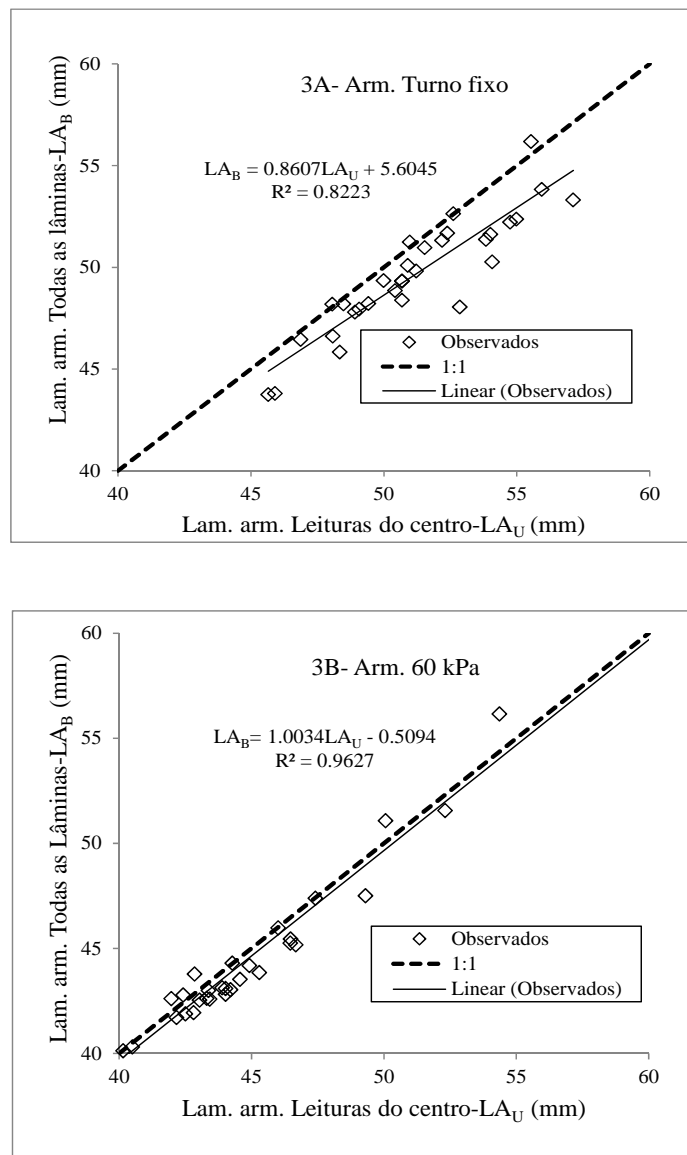 3A- Arm. Turno fixo
LA_B = 0.8607LA_U + 5.6045
R² = 0.8223
Lam. arm. Todas as lâminas-LA_B (mm)
60
55
50
45
40
Observados
1:1
Linear (Observados)
40 45 50 55 60
Lam. arm. Leituras do centro-LA_U (mm)
3B- Arm. 60 kPa
LA_B= 1.0034LA_U - 0.5094
R² = 0.9627
Lam. arm. Todas as Lâminas-LA_B (mm)
60
55
50
45
40
Observados
1:1
Linear (Observados)
40 45 50 55 60
Lam. arm. Leituras do centro-LA_U (mm)